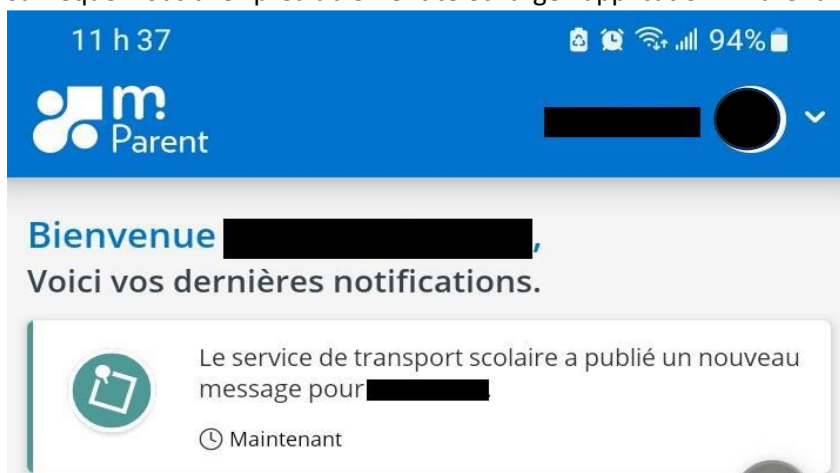 11 h 37 94%
m
Parent
Bienvenue ,
Voici vos dernières notifications.
Le service de transport scolaire a publié un nouveau
message pour
Maintenant